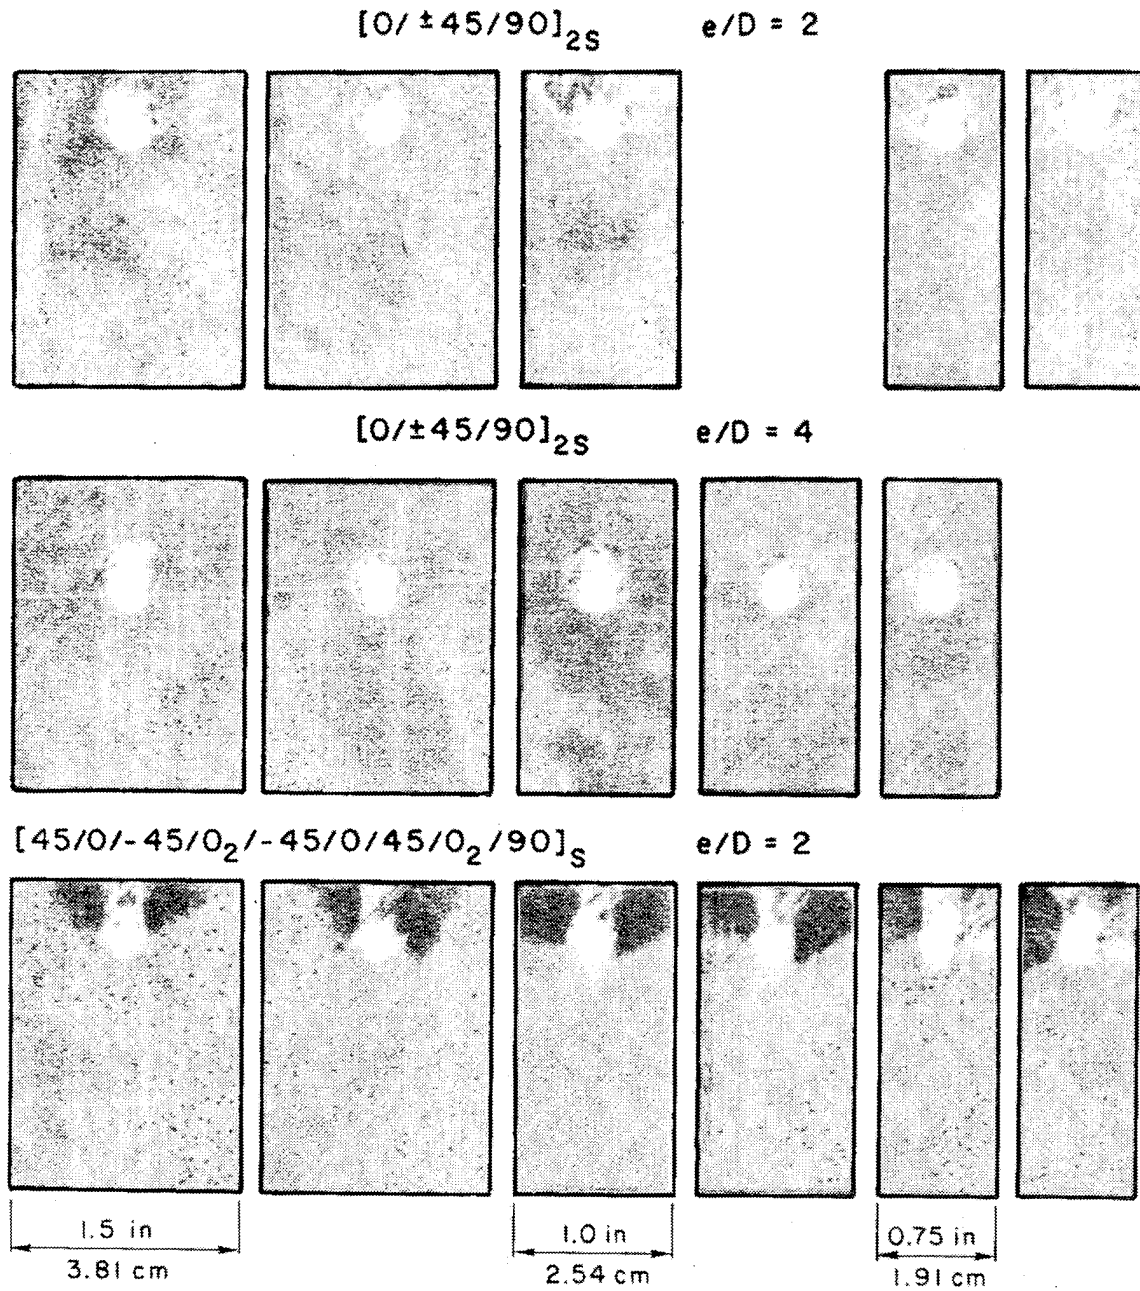 [0/±45/90]2S e/D = 2
[0/±45/90]2S e/D = 4
[45/0/-45/02/-45/0/45/02/90]S e/D = 2
1.5 in 1.0 in 0.75 in
3.81 cm 2.54 cm 1.91 cm